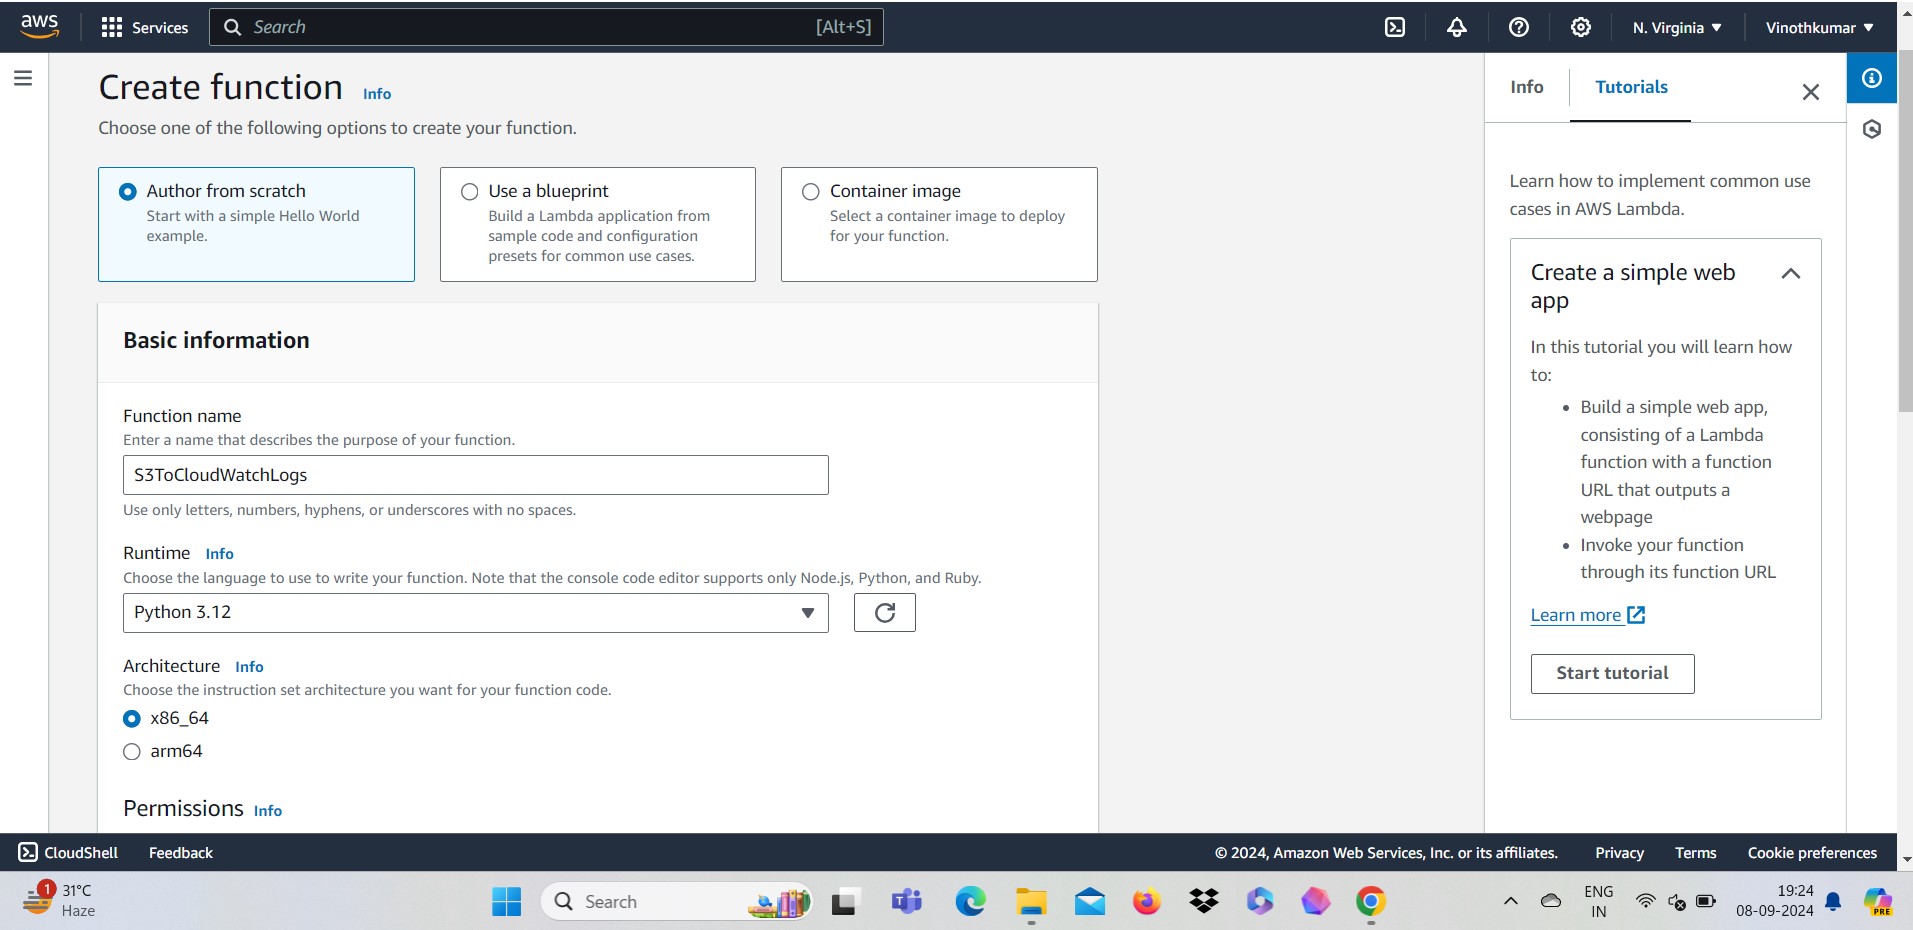 aws
Services
Search
[Alt+S]
N. Virginia
Vinothkumar
Create function Info
Choose one of the following options to create your function.
Author from scratch
Start with a simple Hello World
example.
Use a blueprint
Build a Lambda application from
sample code and configuration
presets for common use cases.
Container image
Select a container image to deploy
for your function.
Basic information
Function name
Enter a name that describes the purpose of your function.
S3ToCloudWatchLogs
Use only letters, numbers, hyphens, or underscores with no spaces.
Runtime Info
Choose the language to use to write your function. Note that the console code editor supports only Node.js, Python, and Ruby.
Python 3.12
Architecture Info
Choose the instruction set architecture you want for your function code.
x86_64
arm64
Permissions Info
Info
Tutorials
Learn how to implement common use
cases in AWS Lambda.
Create a simple web
app
In this tutorial you will learn how
to:
• Build a simple web app,
consisting of a Lambda
function with a function
URL that outputs a
webpage
• Invoke your function
through its function URL
Learn more
Start tutorial
CloudShell
Feedback
© 2024, Amazon Web Services, Inc. or its affiliates.
Privacy
Terms
Cookie preferences
1
31°C
Haze
Search
ENG
IN
19:24
08-09-2024
PRE